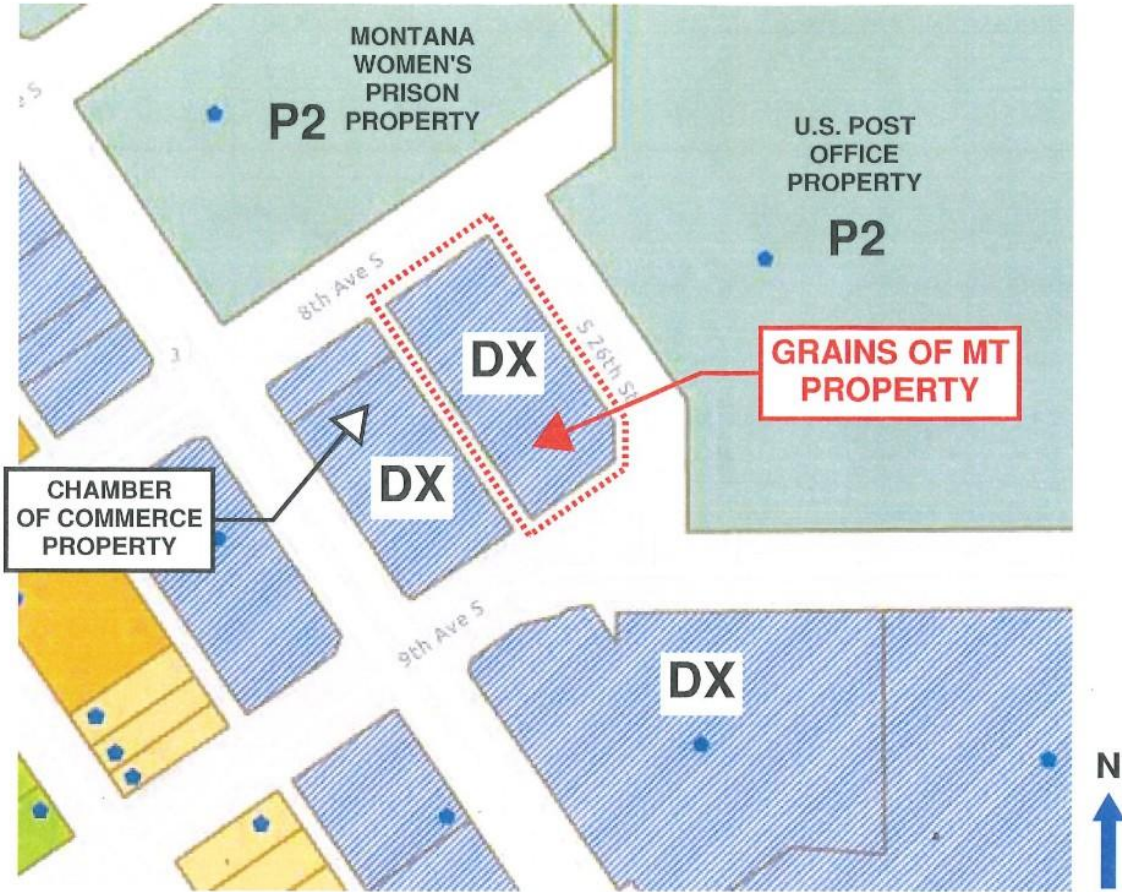 MONTANA
WOMEN'S
PRISON
PROPERTY
P2
U.S. POST
OFFICE
PROPERTY
P2
8th Ave S
S 26th St
DX
GRAINS OF MT
PROPERTY
DX
CHAMBER
OF COMMERCE
PROPERTY
9th Ave S
DX
N